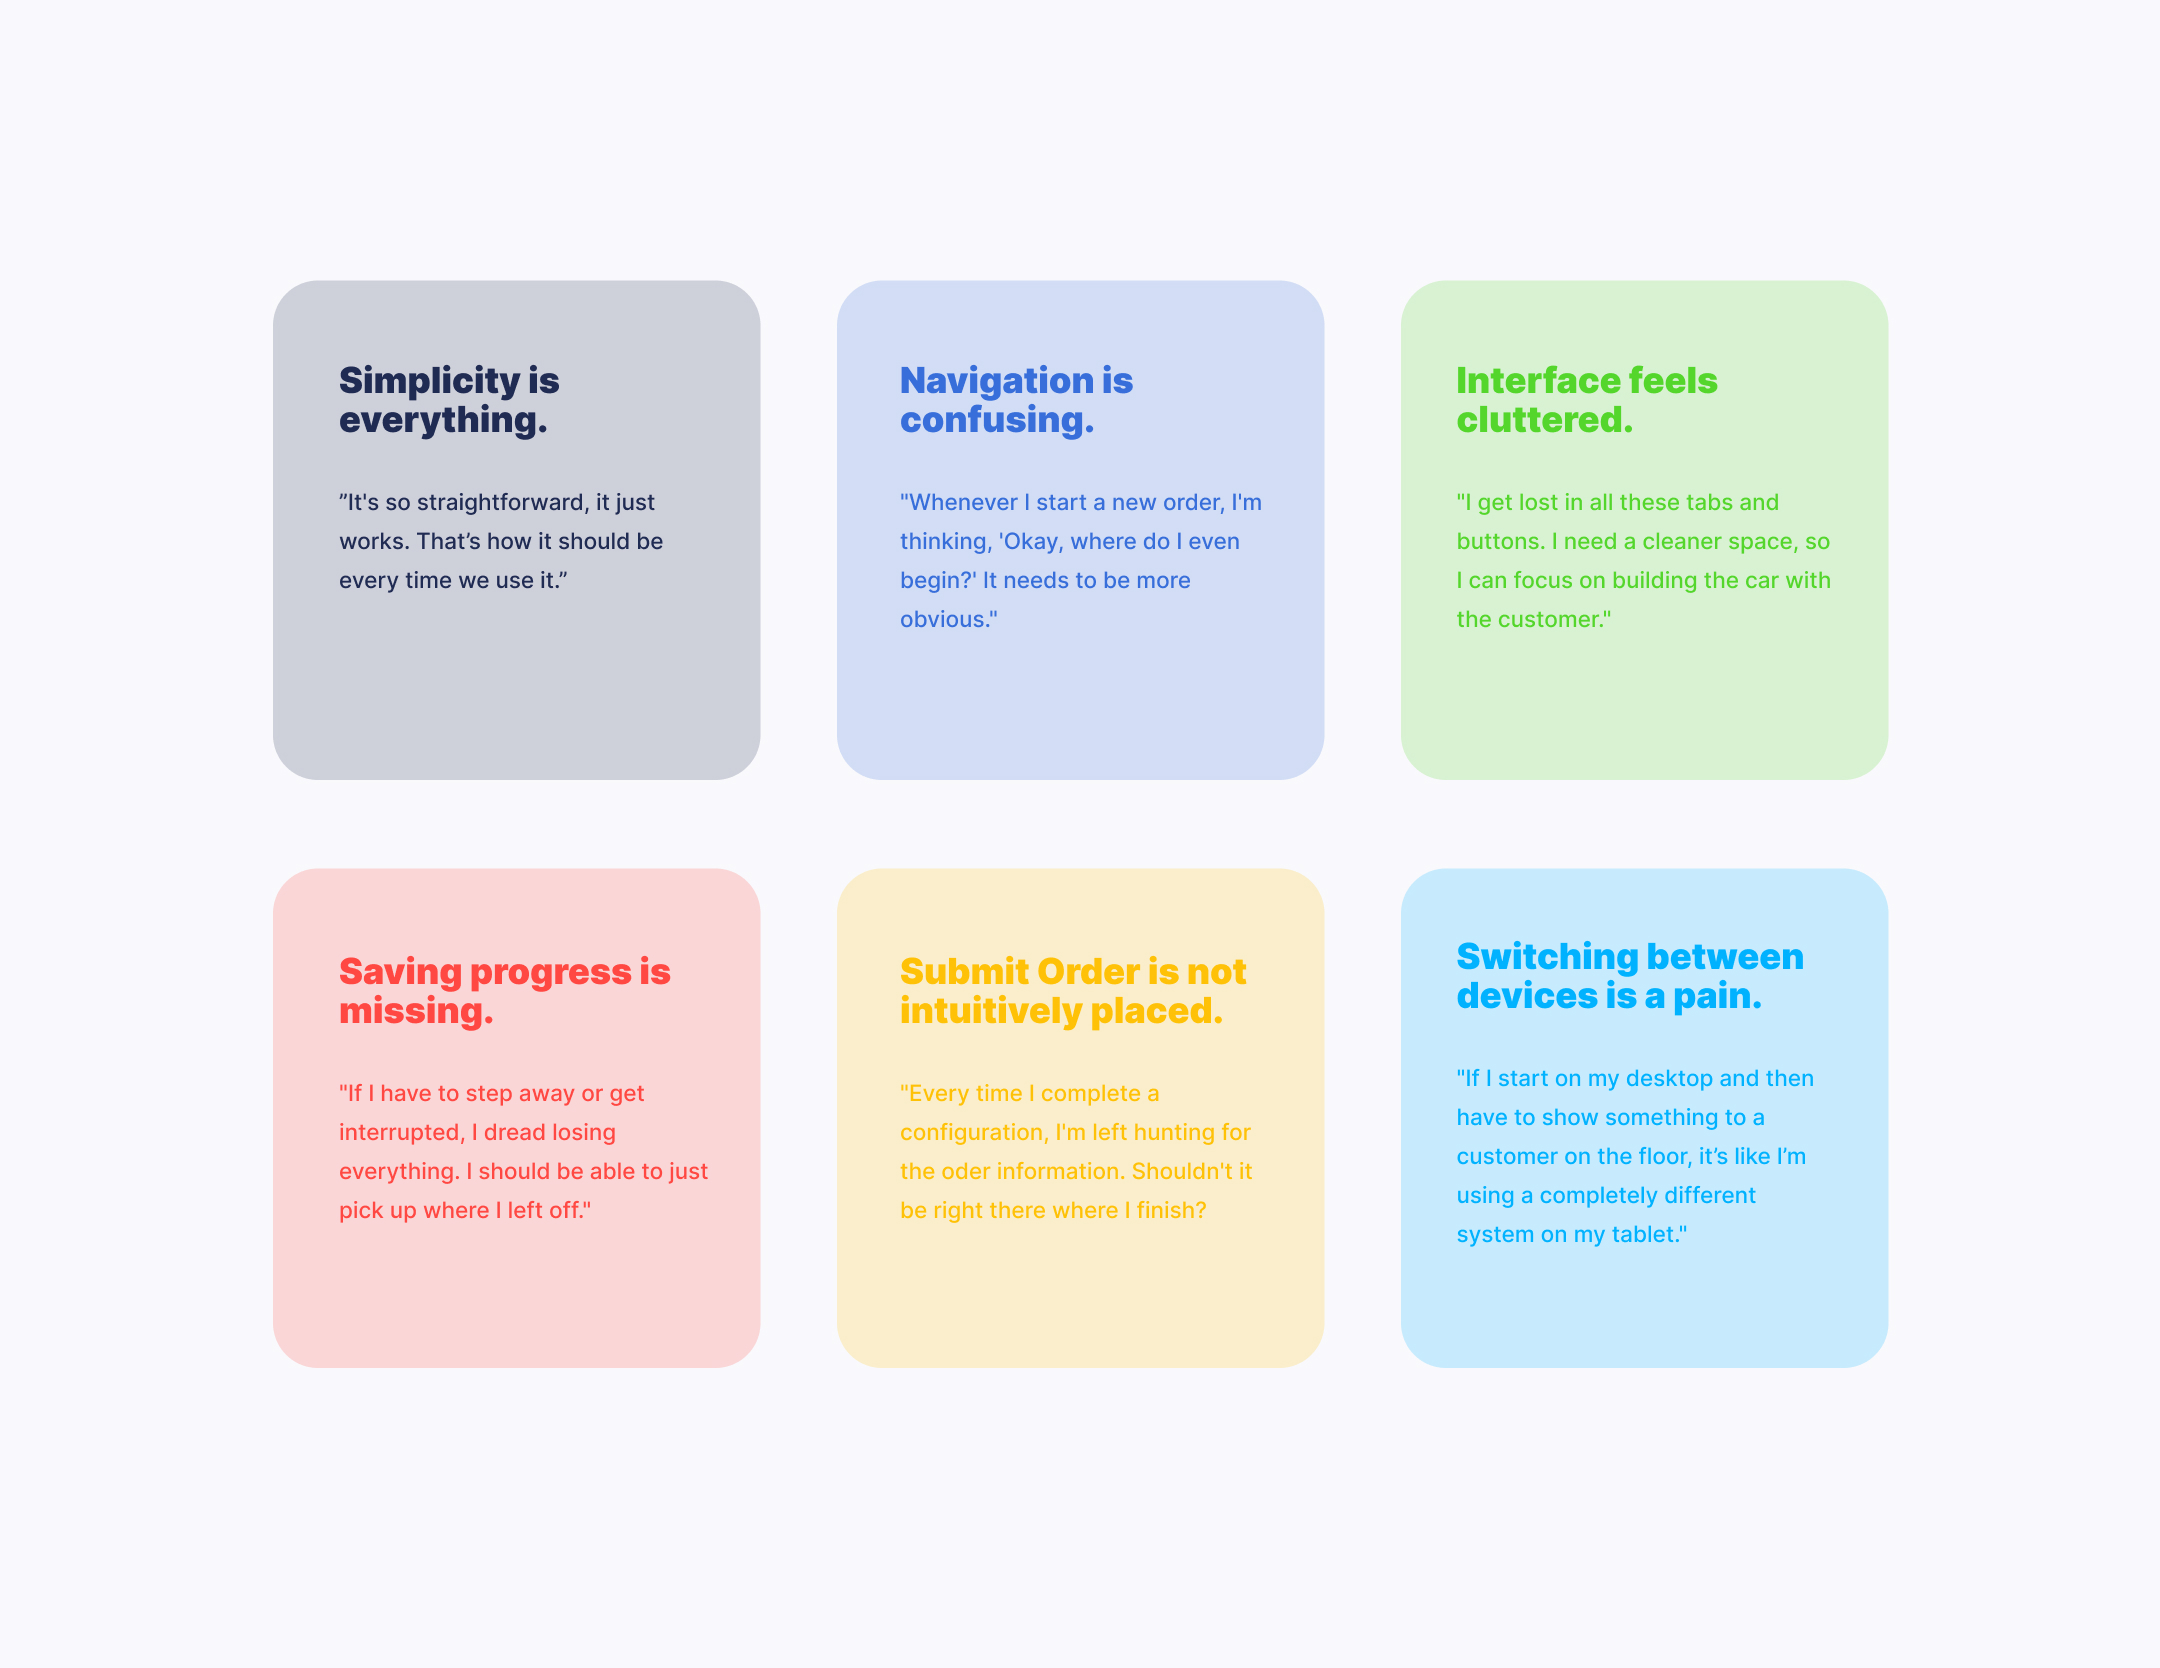 Simplicity is
everything.
”It's so straightforward, it just
works. That’s how it should be
every time we use it.”
Navigation is
confusing.
"Whenever I start a new order, I'm
thinking, 'Okay, where do I even
begin?' It needs to be more
obvious."
Interface feels
cluttered.
"I get lost in all these tabs and
buttons. I need a cleaner space, so
I can focus on building the car with
the customer."
Saving progress is
missing.
"If I have to step away or get
interrupted, I dread losing
everything. I should be able to just
pick up where I left off."
Submit Order is not
intuitively placed.
"Every time I complete a
configuration, I'm left hunting for
the oder information. Shouldn't it
be right there where I finish?
Switching between
devices is a pain.
"If I start on my desktop and then
have to show something to a
customer on the floor, it’s like I’m
using a completely different
system on my tablet."